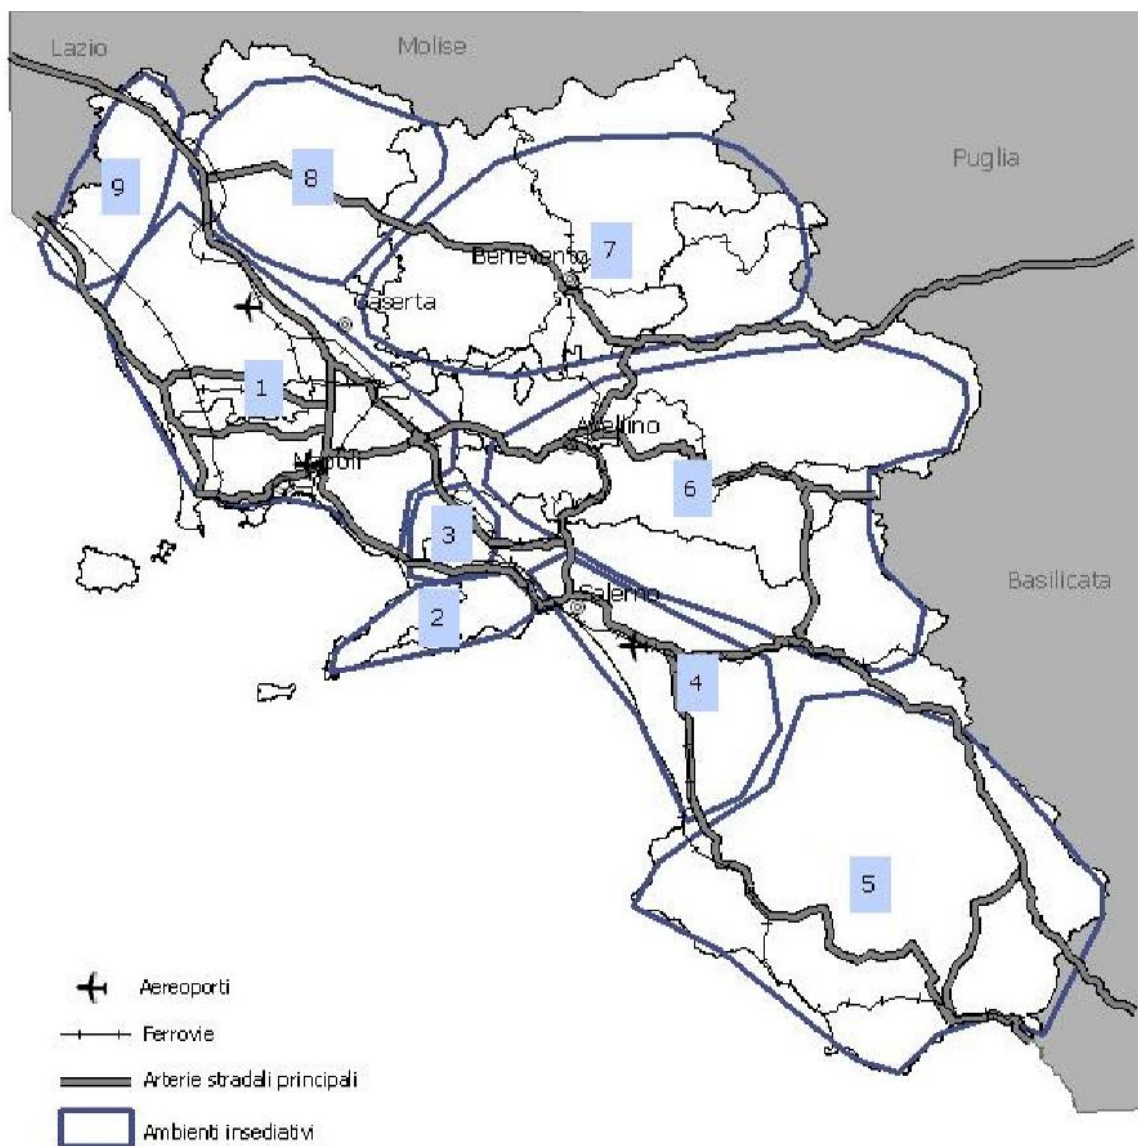 Lazio
Molise
Puglia
9
8
7
Benevento
Caserta
1
Avellino
Napoli
6
3
Basilicata
Salerno
2
4
5
Aereoporti
Ferrovie
Arterie stradali principali
Ambienti insediativi